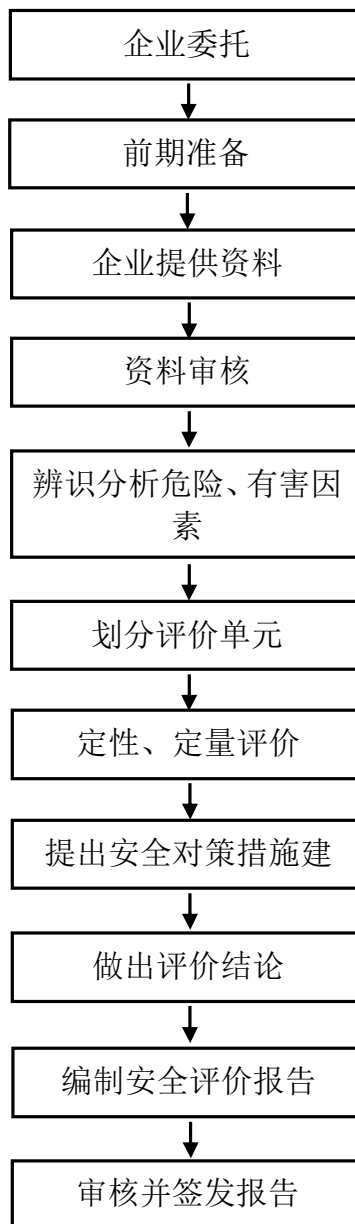 企业委托
前期准备
企业提供资料
资料审核
辨识分析危险、有害因
素
划分评价单元
定性、定量评价
提出安全对策措施建
做出评价结论
编制安全评价报告
审核并签发报告